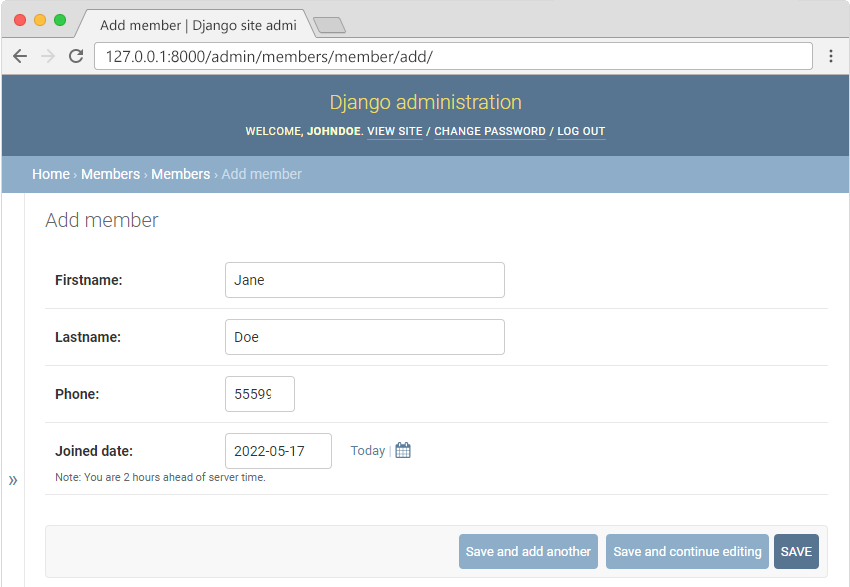 Add member | Django site admi
127.0.0.1:8000/admin/members/member/add/
Django administration
WELCOME, JOHNDOE. VIEW SITE / CHANGE PASSWORD / LOG OUT
Home › Members › Members › Add member
Add member
Firstname: Jane
Lastname: Doe
Phone: 55599
Joined date: 2022-05-17 Today |
Note: You are 2 hours ahead of server time.
»
Save and add another Save and continue editing SAVE